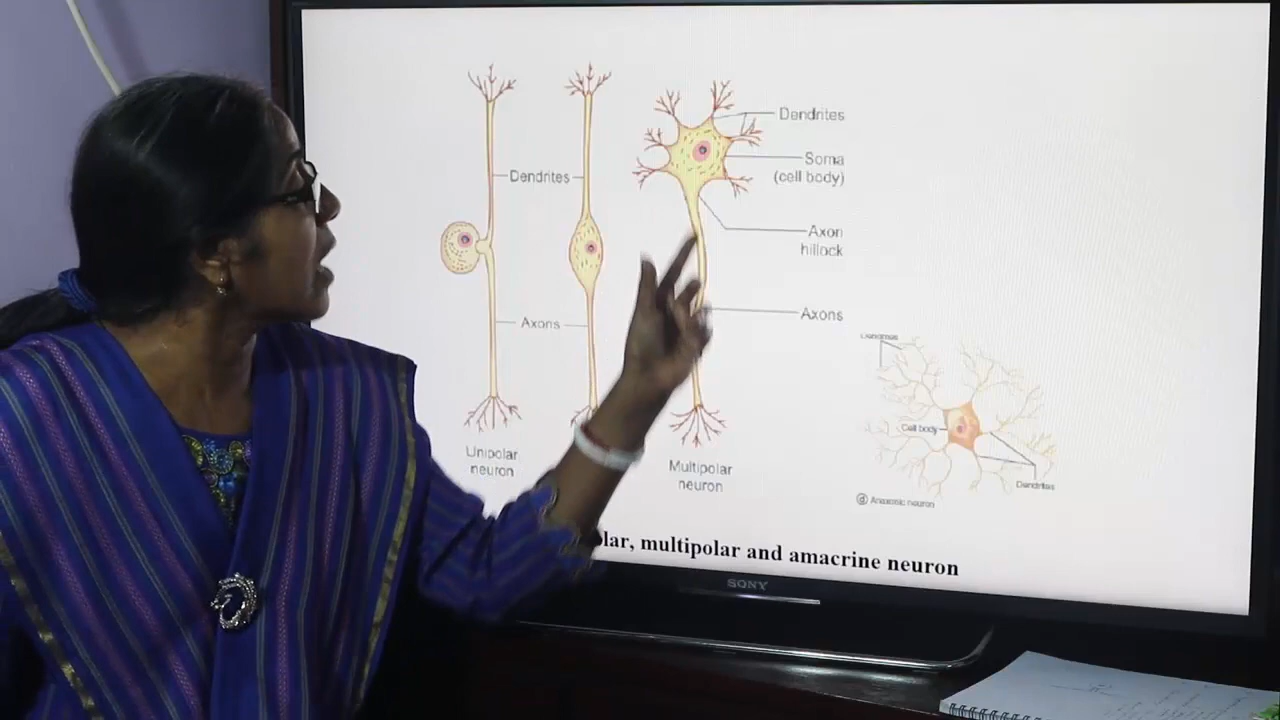 Dendrites
Soma
(cell body)
Dendrites
Axon
hillock
Axons
Axons
Cell body
Dendrites
Unipolar
neuron
Multipolar
neuron
d Anaxonic neuron
lar, multipolar and amacrine neuron
SONY